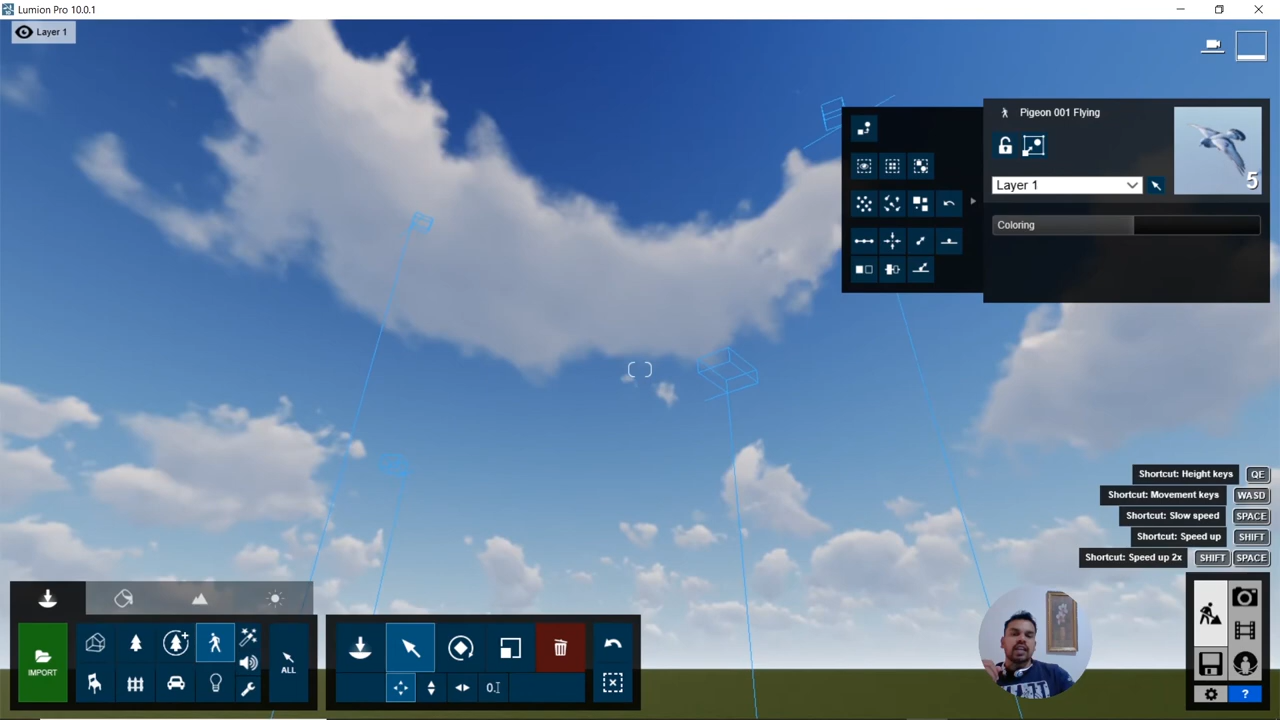 Lumion Pro 10.0.1
Layer 1
Pigeon 001 Flying
5
Layer 1
Coloring
Shortcut: Height keys QE
Shortcut: Movement keys WASD
Shortcut: Slow speed SPACE
Shortcut: Speed up SHIFT
Shortcut: Speed up 2x SHIFT SPACE
IMPORT
ALL
?